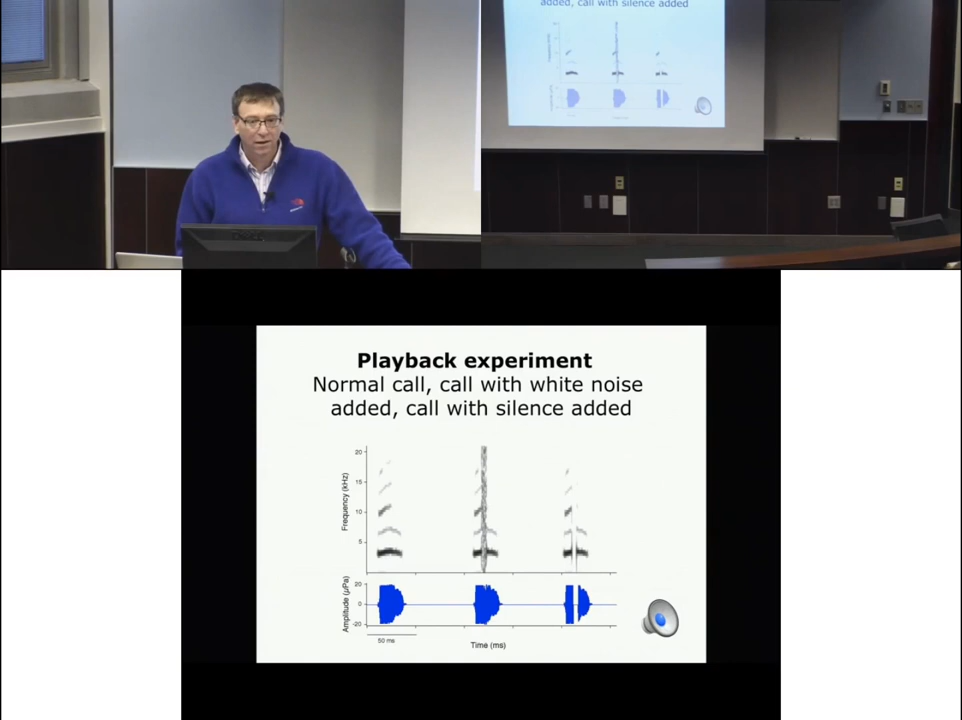 added, call with silence added
Playback experiment
Normal call, call with white noise
added, call with silence added
20
15
10
5
Frequency (kHz)
20
0
-20
Amplitude (μPa)
50 ms
Time (ms)